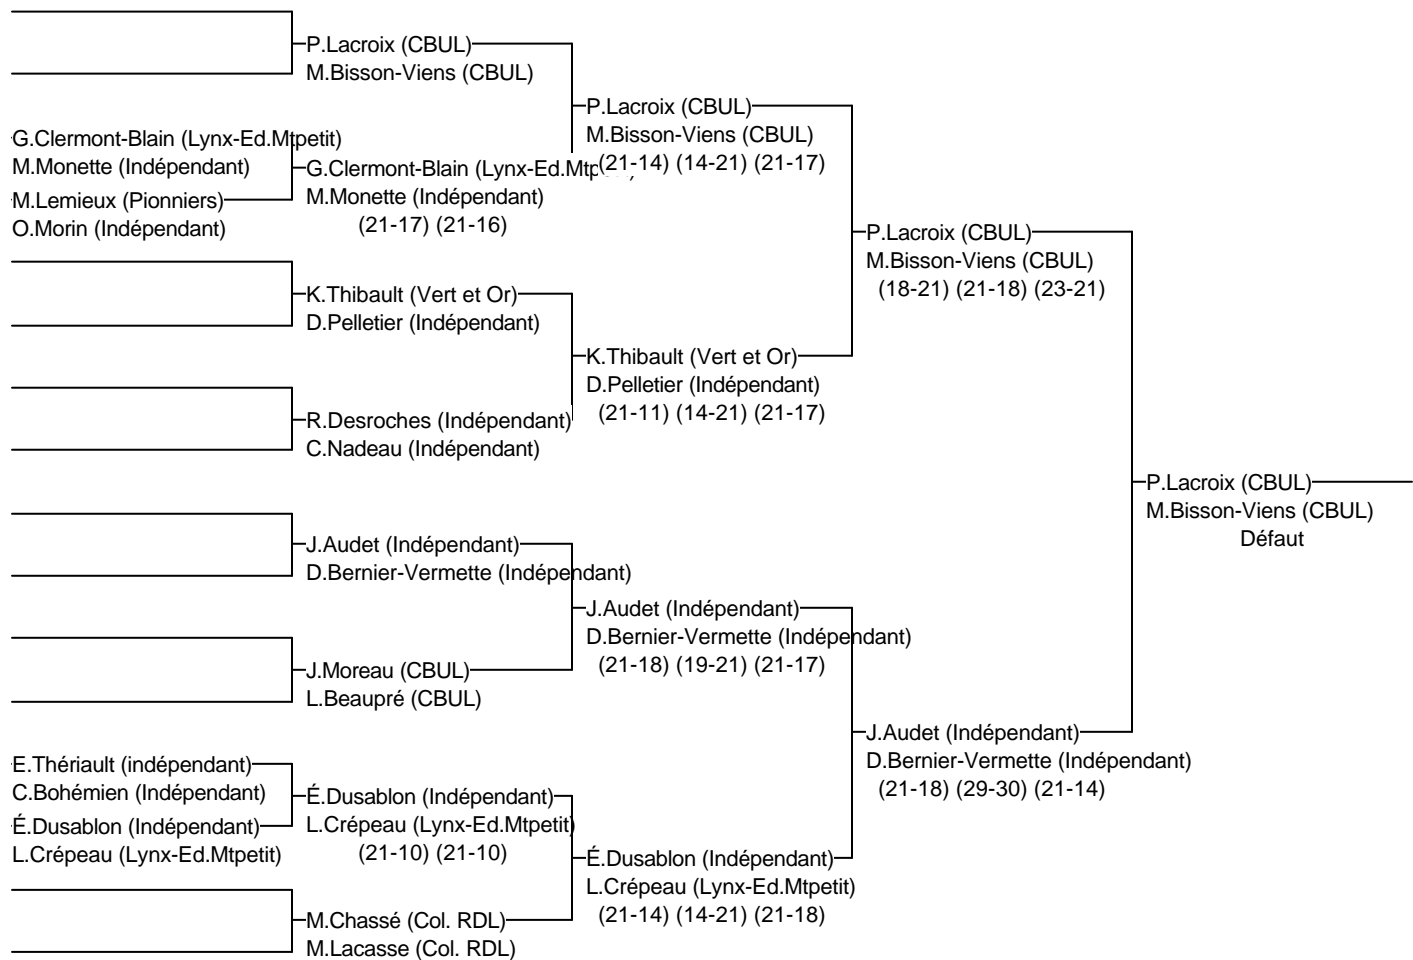 P.Lacroix (CBUL)
M.Bisson-Viens (CBUL)
P.Lacroix (CBUL)
M.Bisson-Viens (CBUL)
(21-14) (14-21) (21-17)
G.Clermont-Blain (Lynx-Ed.Mtpetit)
M.Monette (Indépendant)
G.Clermont-Blain (Lynx-Ed.Mtp
M.Monette (Indépendant)
(21-17) (21-16)
M.Lemieux (Pionniers)
O.Morin (Indépendant)
P.Lacroix (CBUL)
M.Bisson-Viens (CBUL)
(18-21) (21-18) (23-21)
K.Thibault (Vert et Or)
D.Pelletier (Indépendant)
K.Thibault (Vert et Or)
D.Pelletier (Indépendant)
(21-11) (14-21) (21-17)
R.Desroches (Indépendant)
C.Nadeau (Indépendant)
P.Lacroix (CBUL)
M.Bisson-Viens (CBUL)
Défaut
J.Audet (Indépendant)
D.Bernier-Vermette (Indépendant)
J.Audet (Indépendant)
D.Bernier-Vermette (Indépendant)
(21-18) (19-21) (21-17)
J.Moreau (CBUL)
L.Beaupré (CBUL)
J.Audet (Indépendant)
D.Bernier-Vermette (Indépendant)
(21-18) (29-30) (21-14)
E.Thériault (indépendant)
C.Bohémien (Indépendant)
É.Dusablon (Indépendant)
L.Crépeau (Lynx-Ed.Mtpetit)
(21-10) (21-10)
É.Dusablon (Indépendant)
L.Crépeau (Lynx-Ed.Mtpetit)
É.Dusablon (Indépendant)
L.Crépeau (Lynx-Ed.Mtpetit)
(21-14) (14-21) (21-18)
M.Chassé (Col. RDL)
M.Lacasse (Col. RDL)